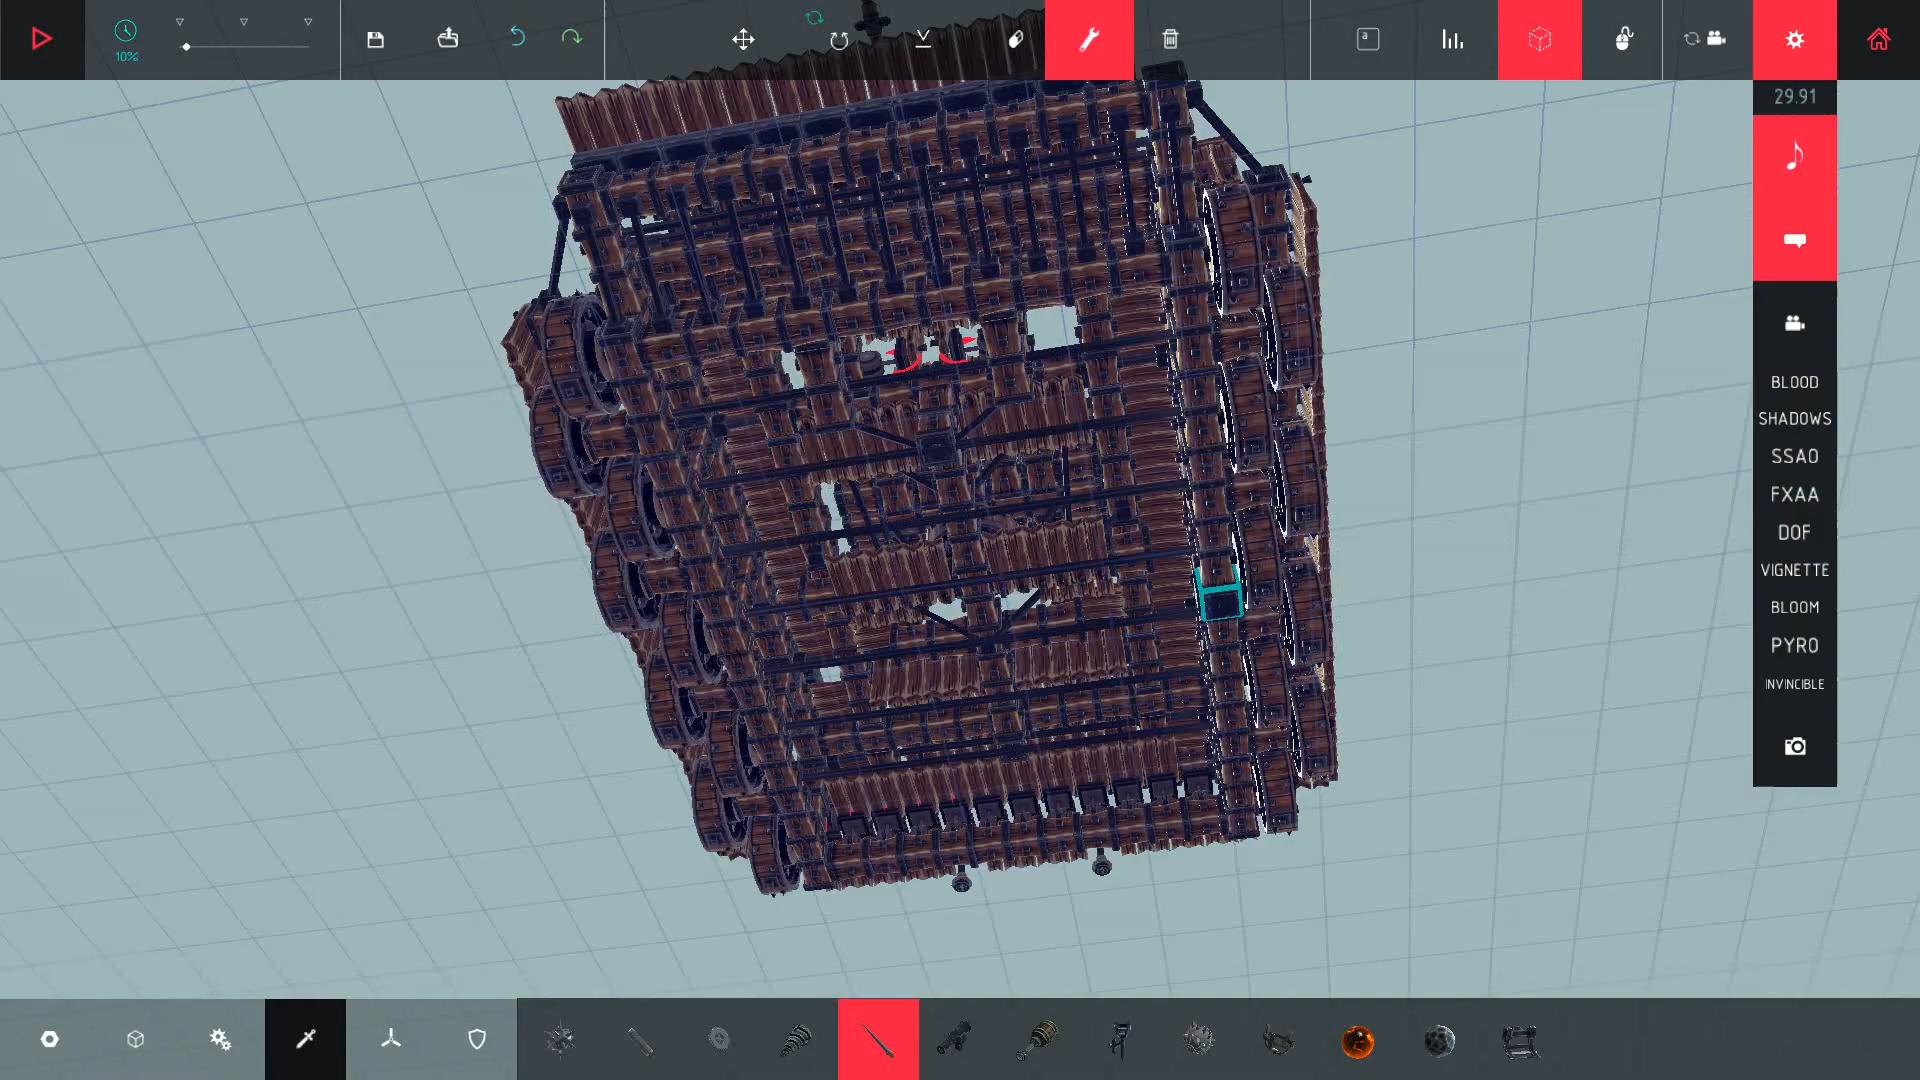 10%
a
29.91
BLOOD
SHADOWS
SSAO
FXAA
DOF
VIGNETTE
BLOOM
PYRO
INVINCIBLE